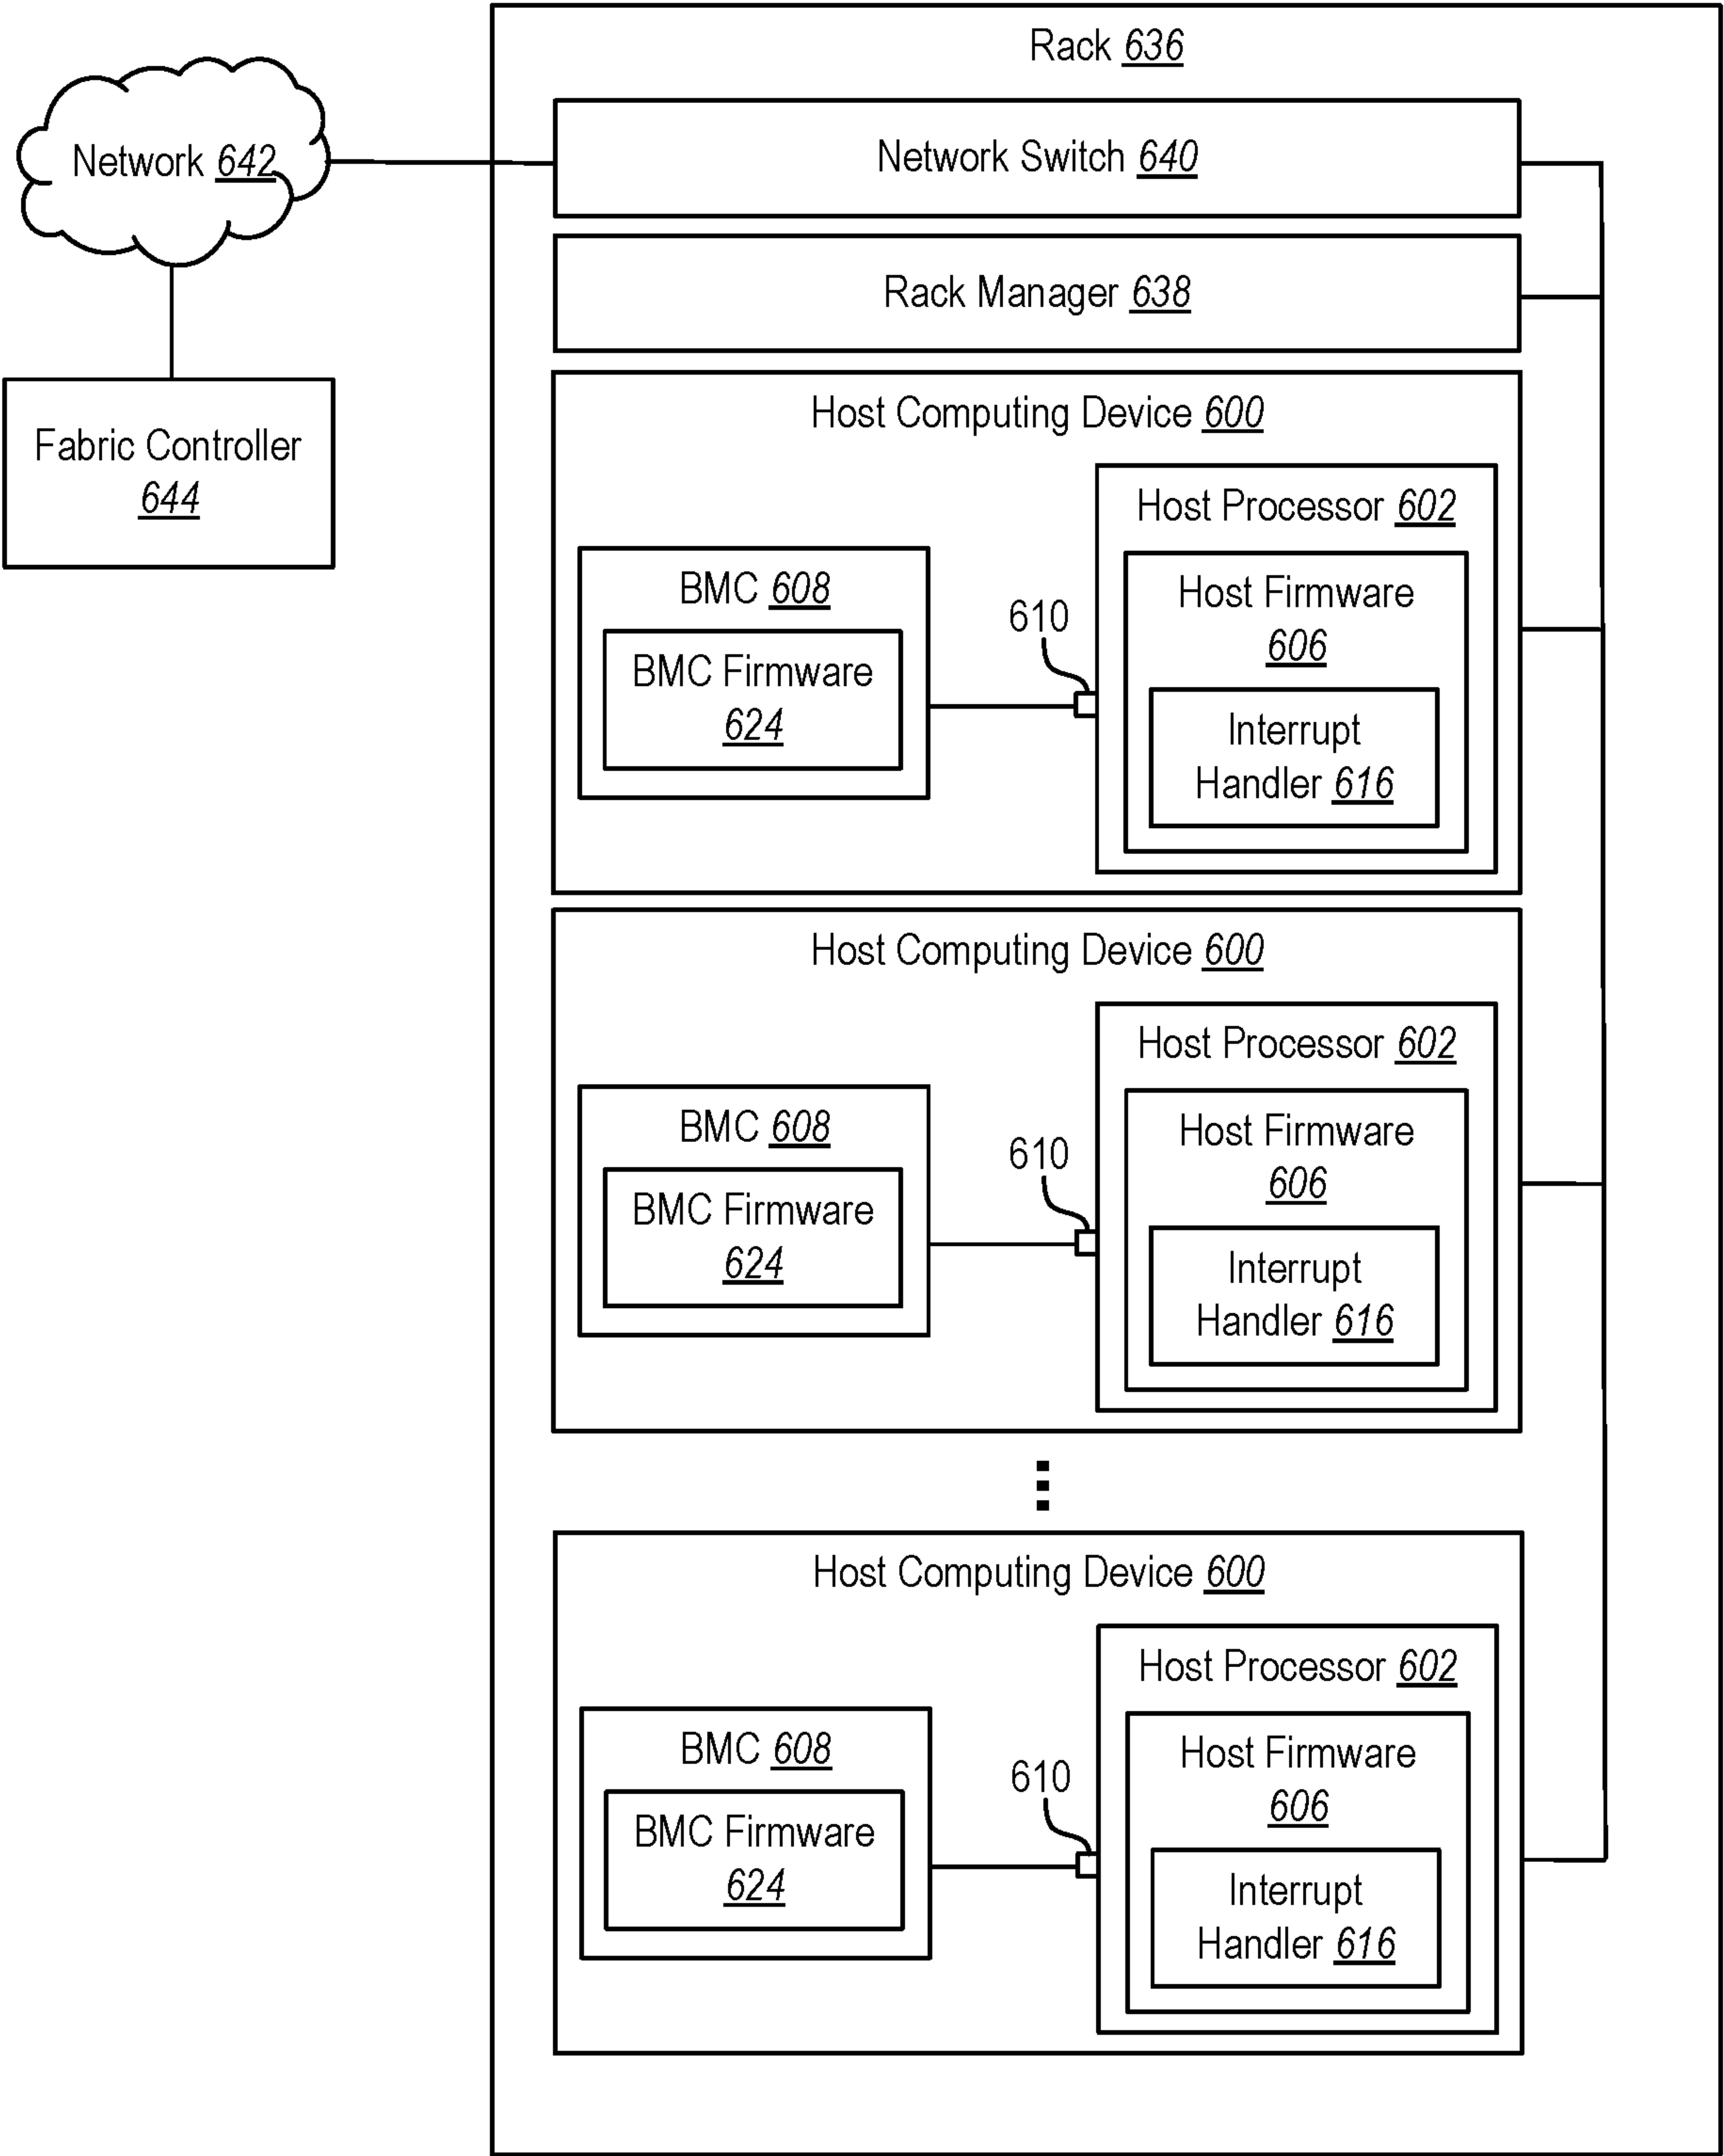 Rack 636
Network 642
Network Switch 640
Rack Manager 638
Fabric Controller
644
Host Computing Device 600
Host Processor 602
BMC 608
Host Firmware
606
610
BMC Firmware
624
Interrupt
Handler 616
Host Computing Device 600
Host Processor 602
BMC 608
Host Firmware
606
610
BMC Firmware
624
Interrupt
Handler 616
Host Computing Device 600
Host Processor 602
BMC 608
Host Firmware
606
610
BMC Firmware
624
Interrupt
Handler 616